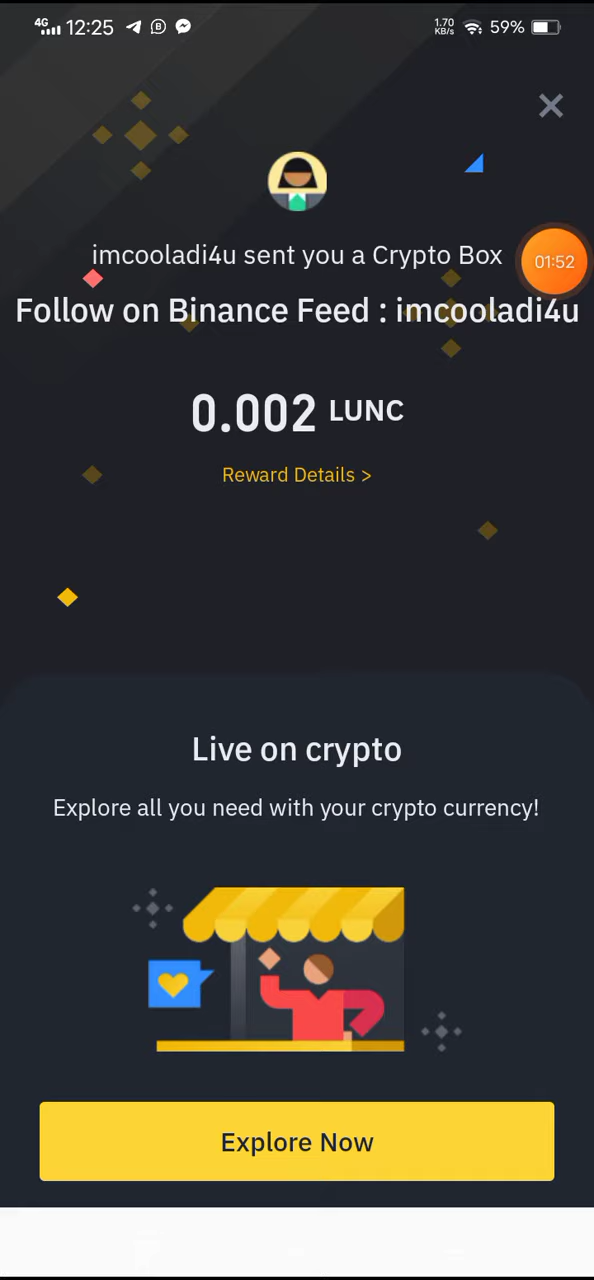 4G 12:25 B 1.70 KB/s 59%
imcooladi4u sent you a Crypto Box
01:52
Follow on Binance Feed : imcooladi4u
0.002 LUNC
Reward Details >
Live on crypto
Explore all you need with your crypto currency!
Explore Now